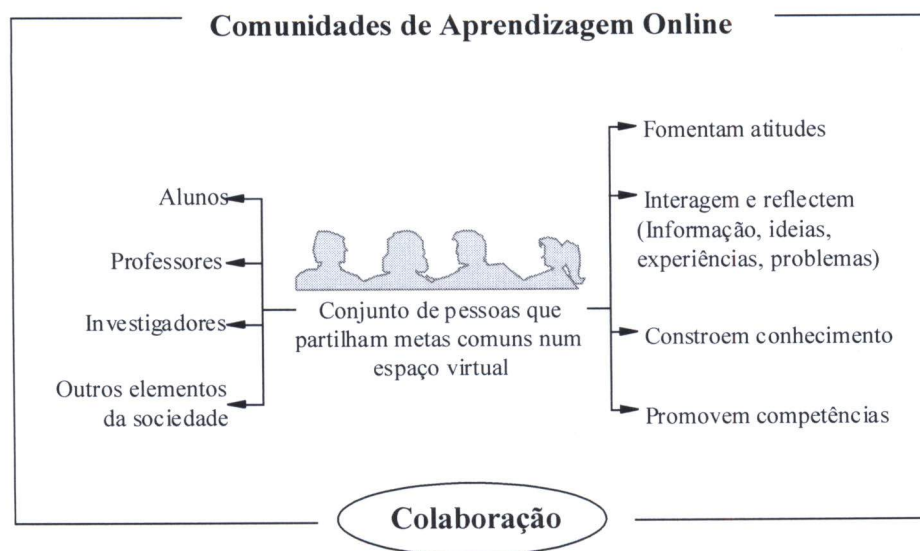 Comunidades de Aprendizagem Online
Alunos
Professores
Investigadores
Outros elementos
da sociedade
Conjunto de pessoas que
partilham metas comuns num
espaço virtual
Fomentam atitudes
Interagem e reflectem
(Informação, ideias,
experiências, problemas)
Constroem conhecimento
Promovem competências
Colaboração